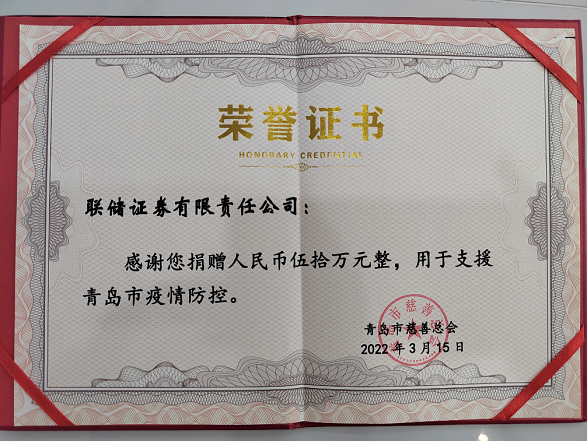 荣誉证书
HONORARY CREDENTIAL
联储证券有限责任公司：
感谢您捐赠人民币伍拾万元整，用于支援
青岛市疫情防控。
青岛市慈善总会
2022年3月15日